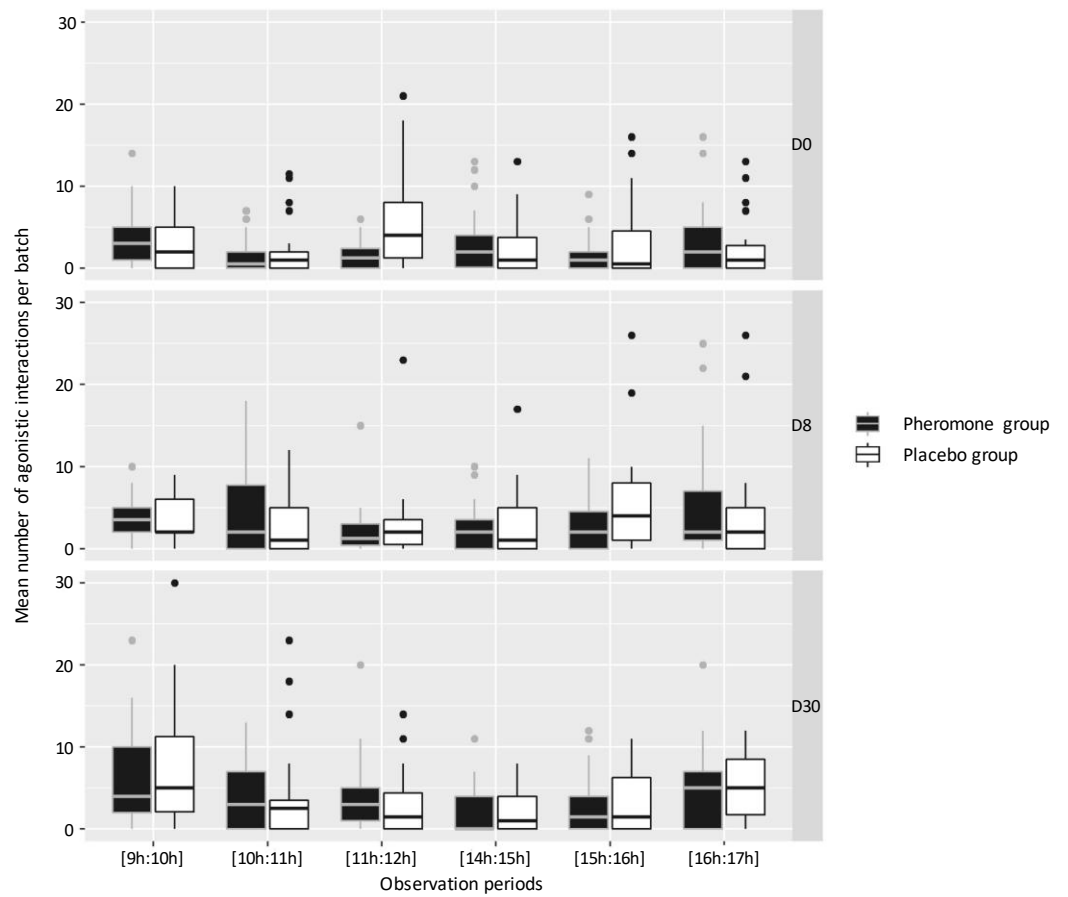 30
20
10
0
D0
30
20
10
0
D8
30
20
10
0
D30
Mean number of agonistic interactions per batch
[9h:10h] [10h:11h] [11h:12h] [14h:15h] [15h:16h] [16h:17h]
Observation periods
Pheromone group
Placebo group